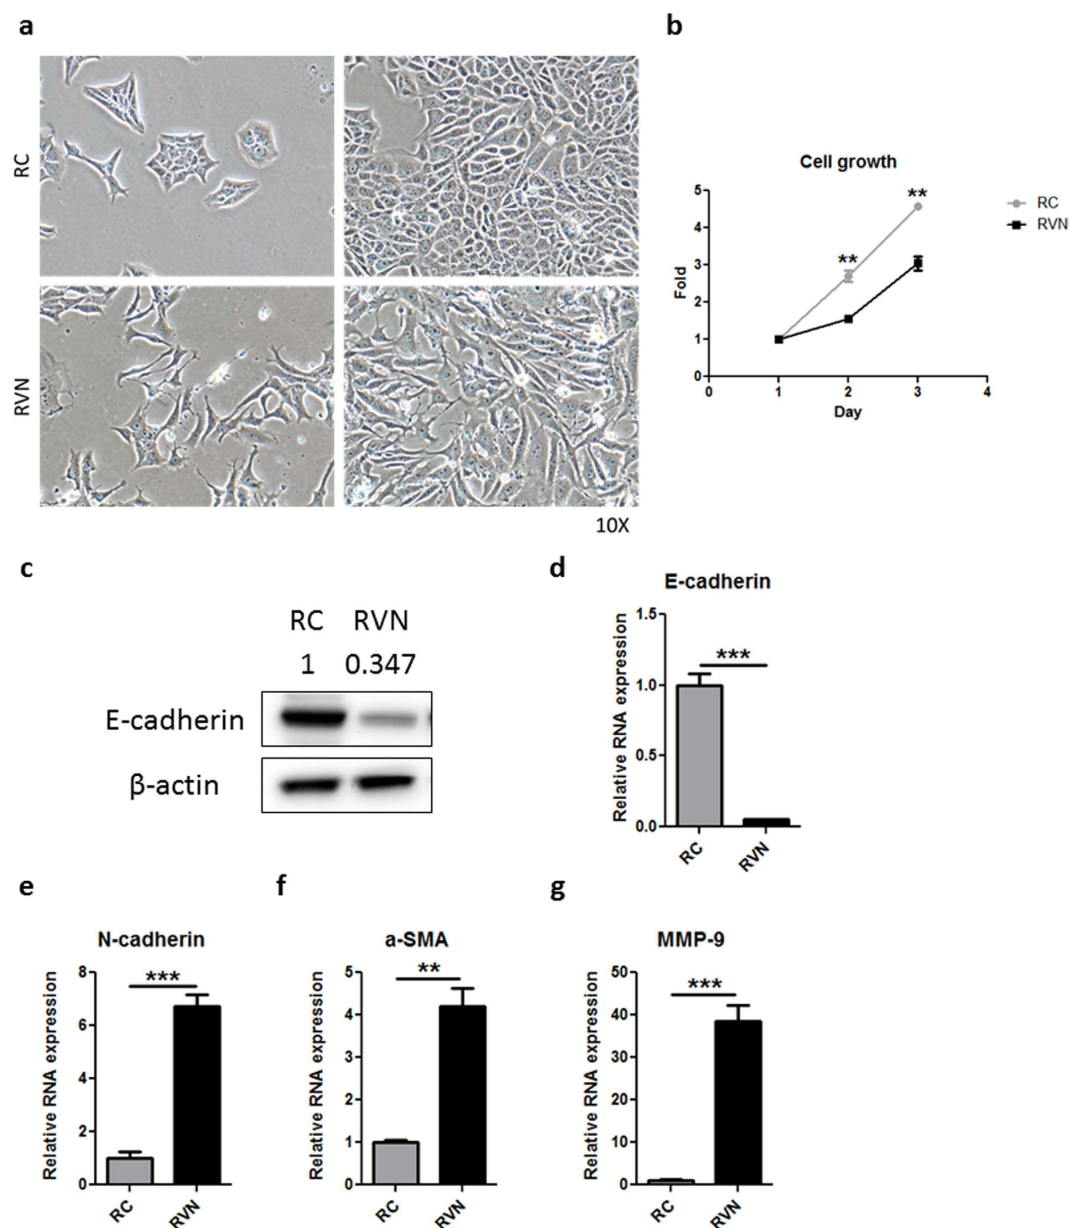 a
RC
RVN
10X
b
Cell growth
Fold
5
4
3
2
1
0
0 1 2 3 4
Day
**
**
RC
RVN
c
RC RVN
1 0.347
E-cadherin
β-actin
d
E-cadherin
Relative RNA expression
1.5
1.0
0.5
0.0
***
RC RVN
e
N-cadherin
Relative RNA expression
8
6
4
2
0
***
RC RVN
f
a-SMA
Relative RNA expression
5
4
3
2
1
0
**
RC RVN
g
MMP-9
Relative RNA expression
50
40
30
20
10
0
***
RC RVN